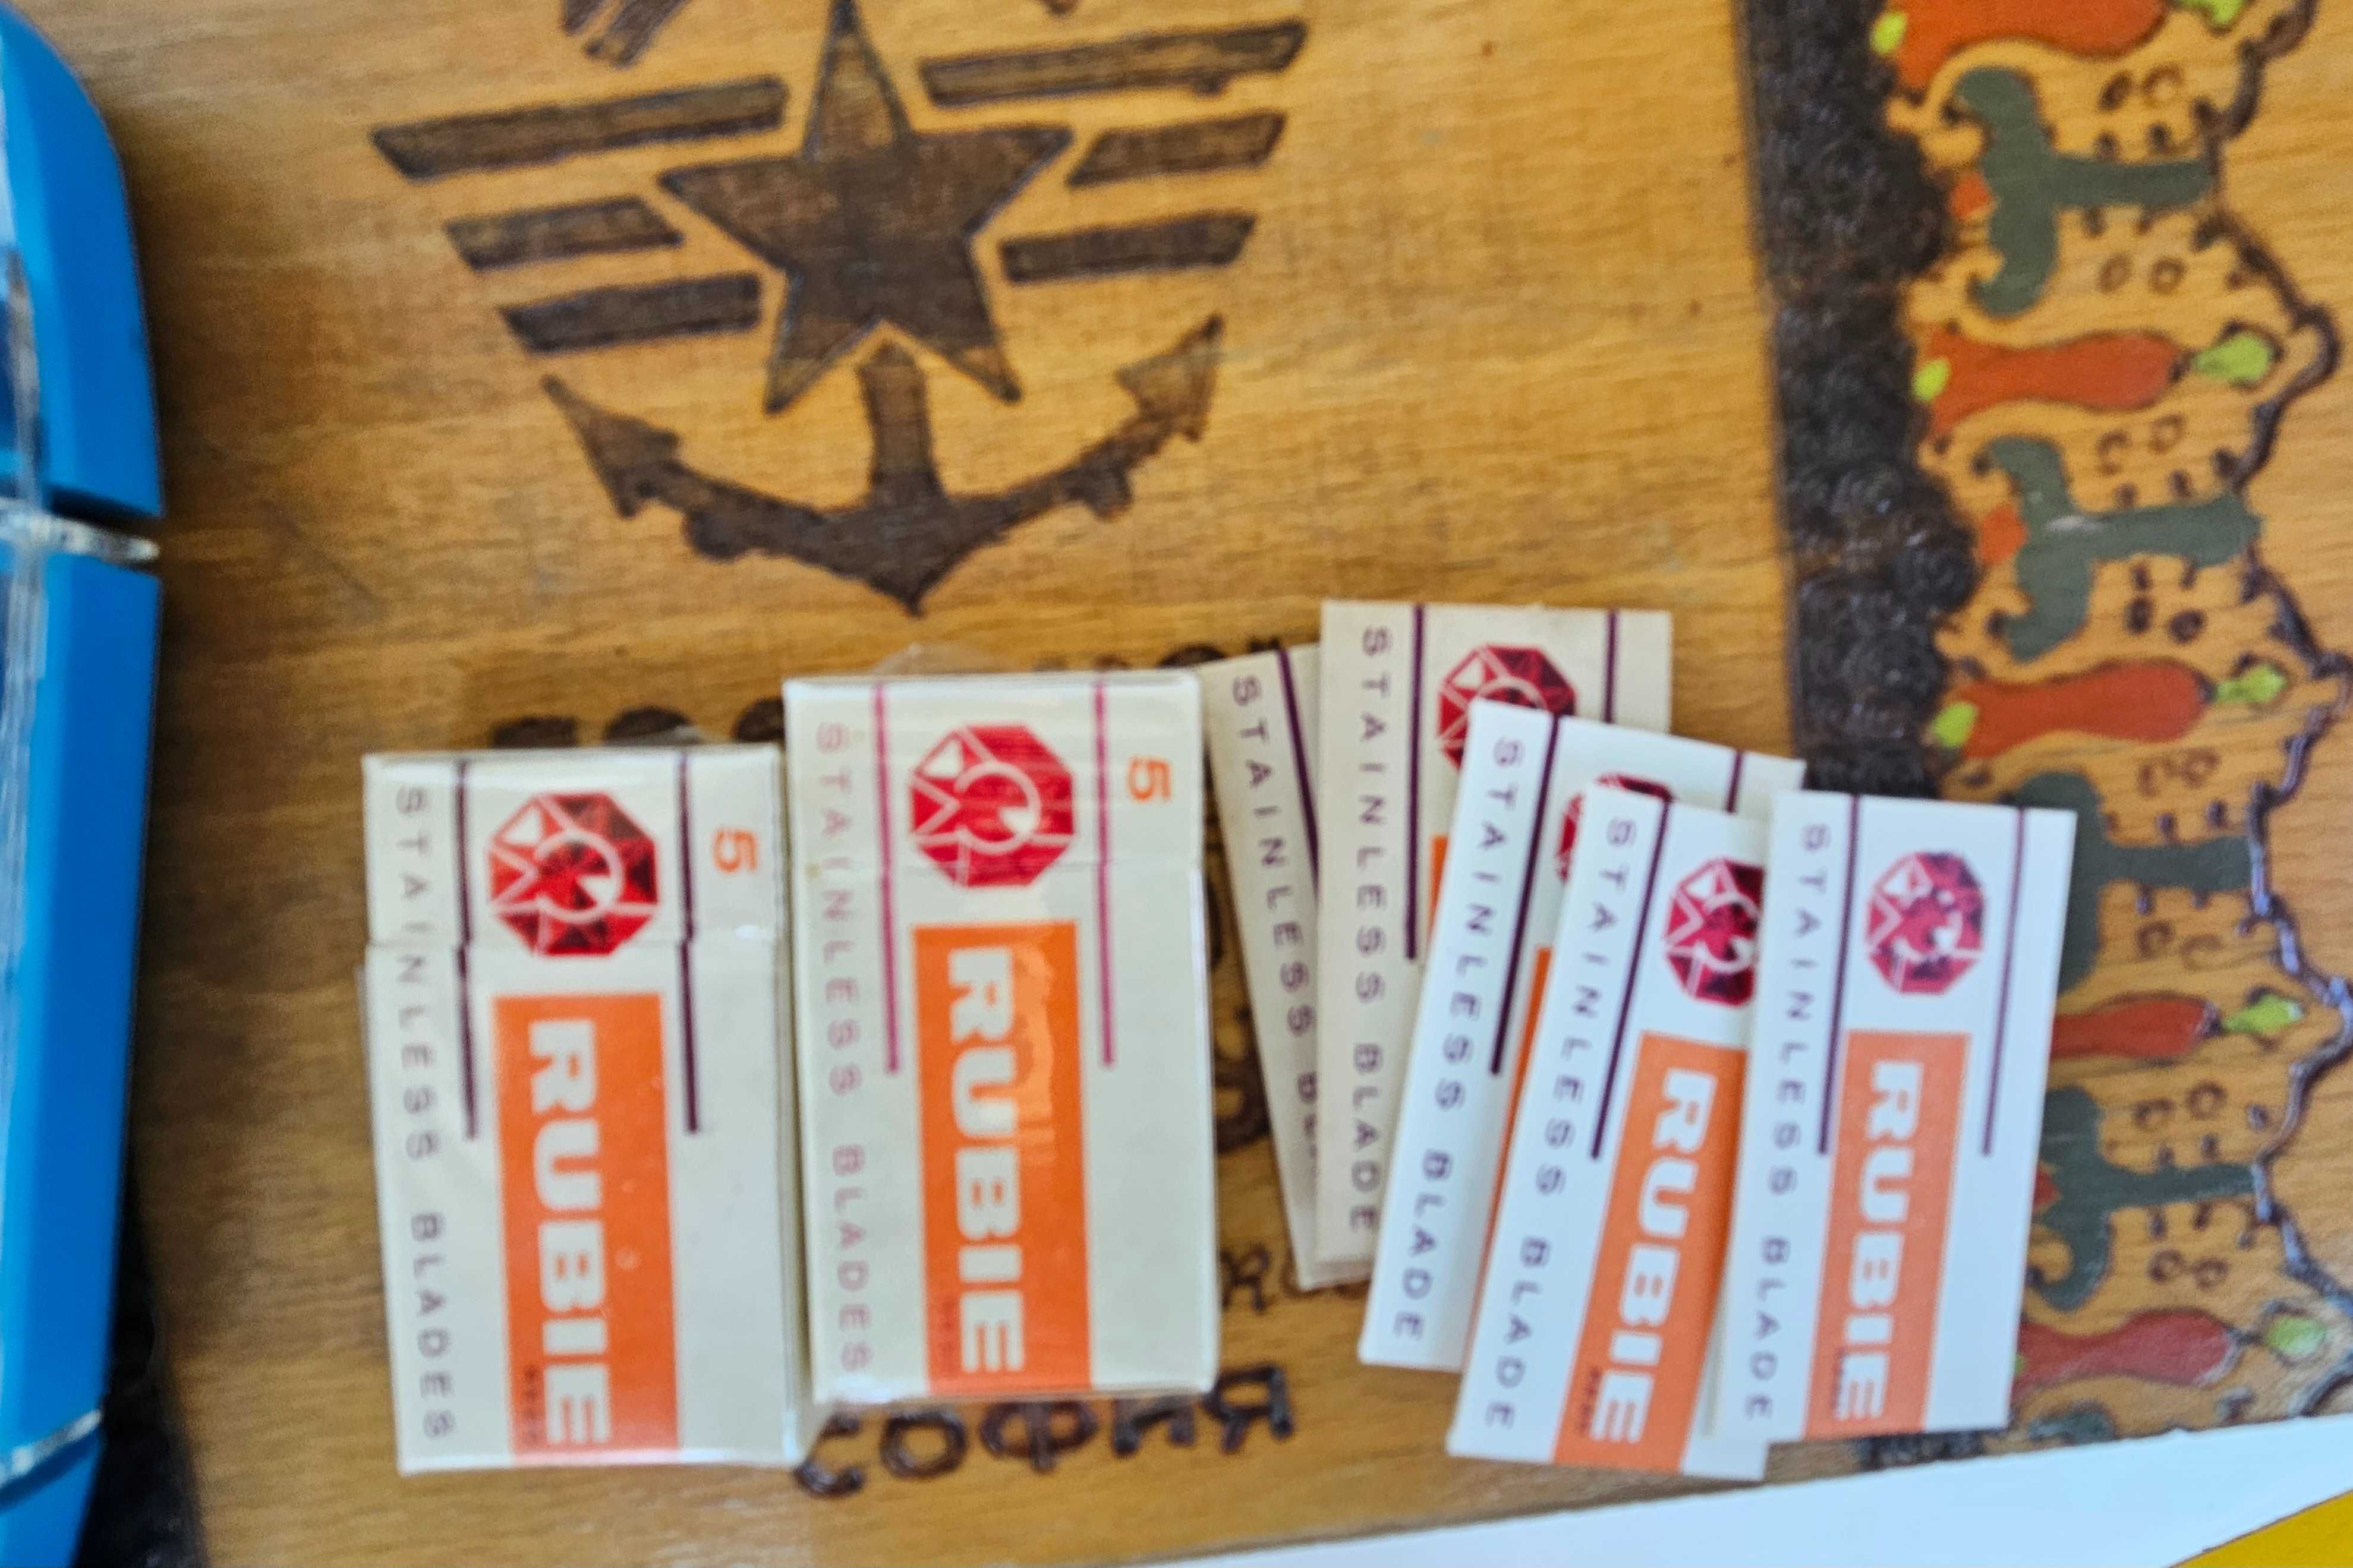 STAINLESS BLADES
5
RUBIE
STAINLESS BLADES
5
RUBIE
STAINLESS
STAINLESS BLADE
STAINLESS BLADE
STAINLESS BLADE
RUBIE
STAINLESS BLADE
RUBIE
СОФИЯ